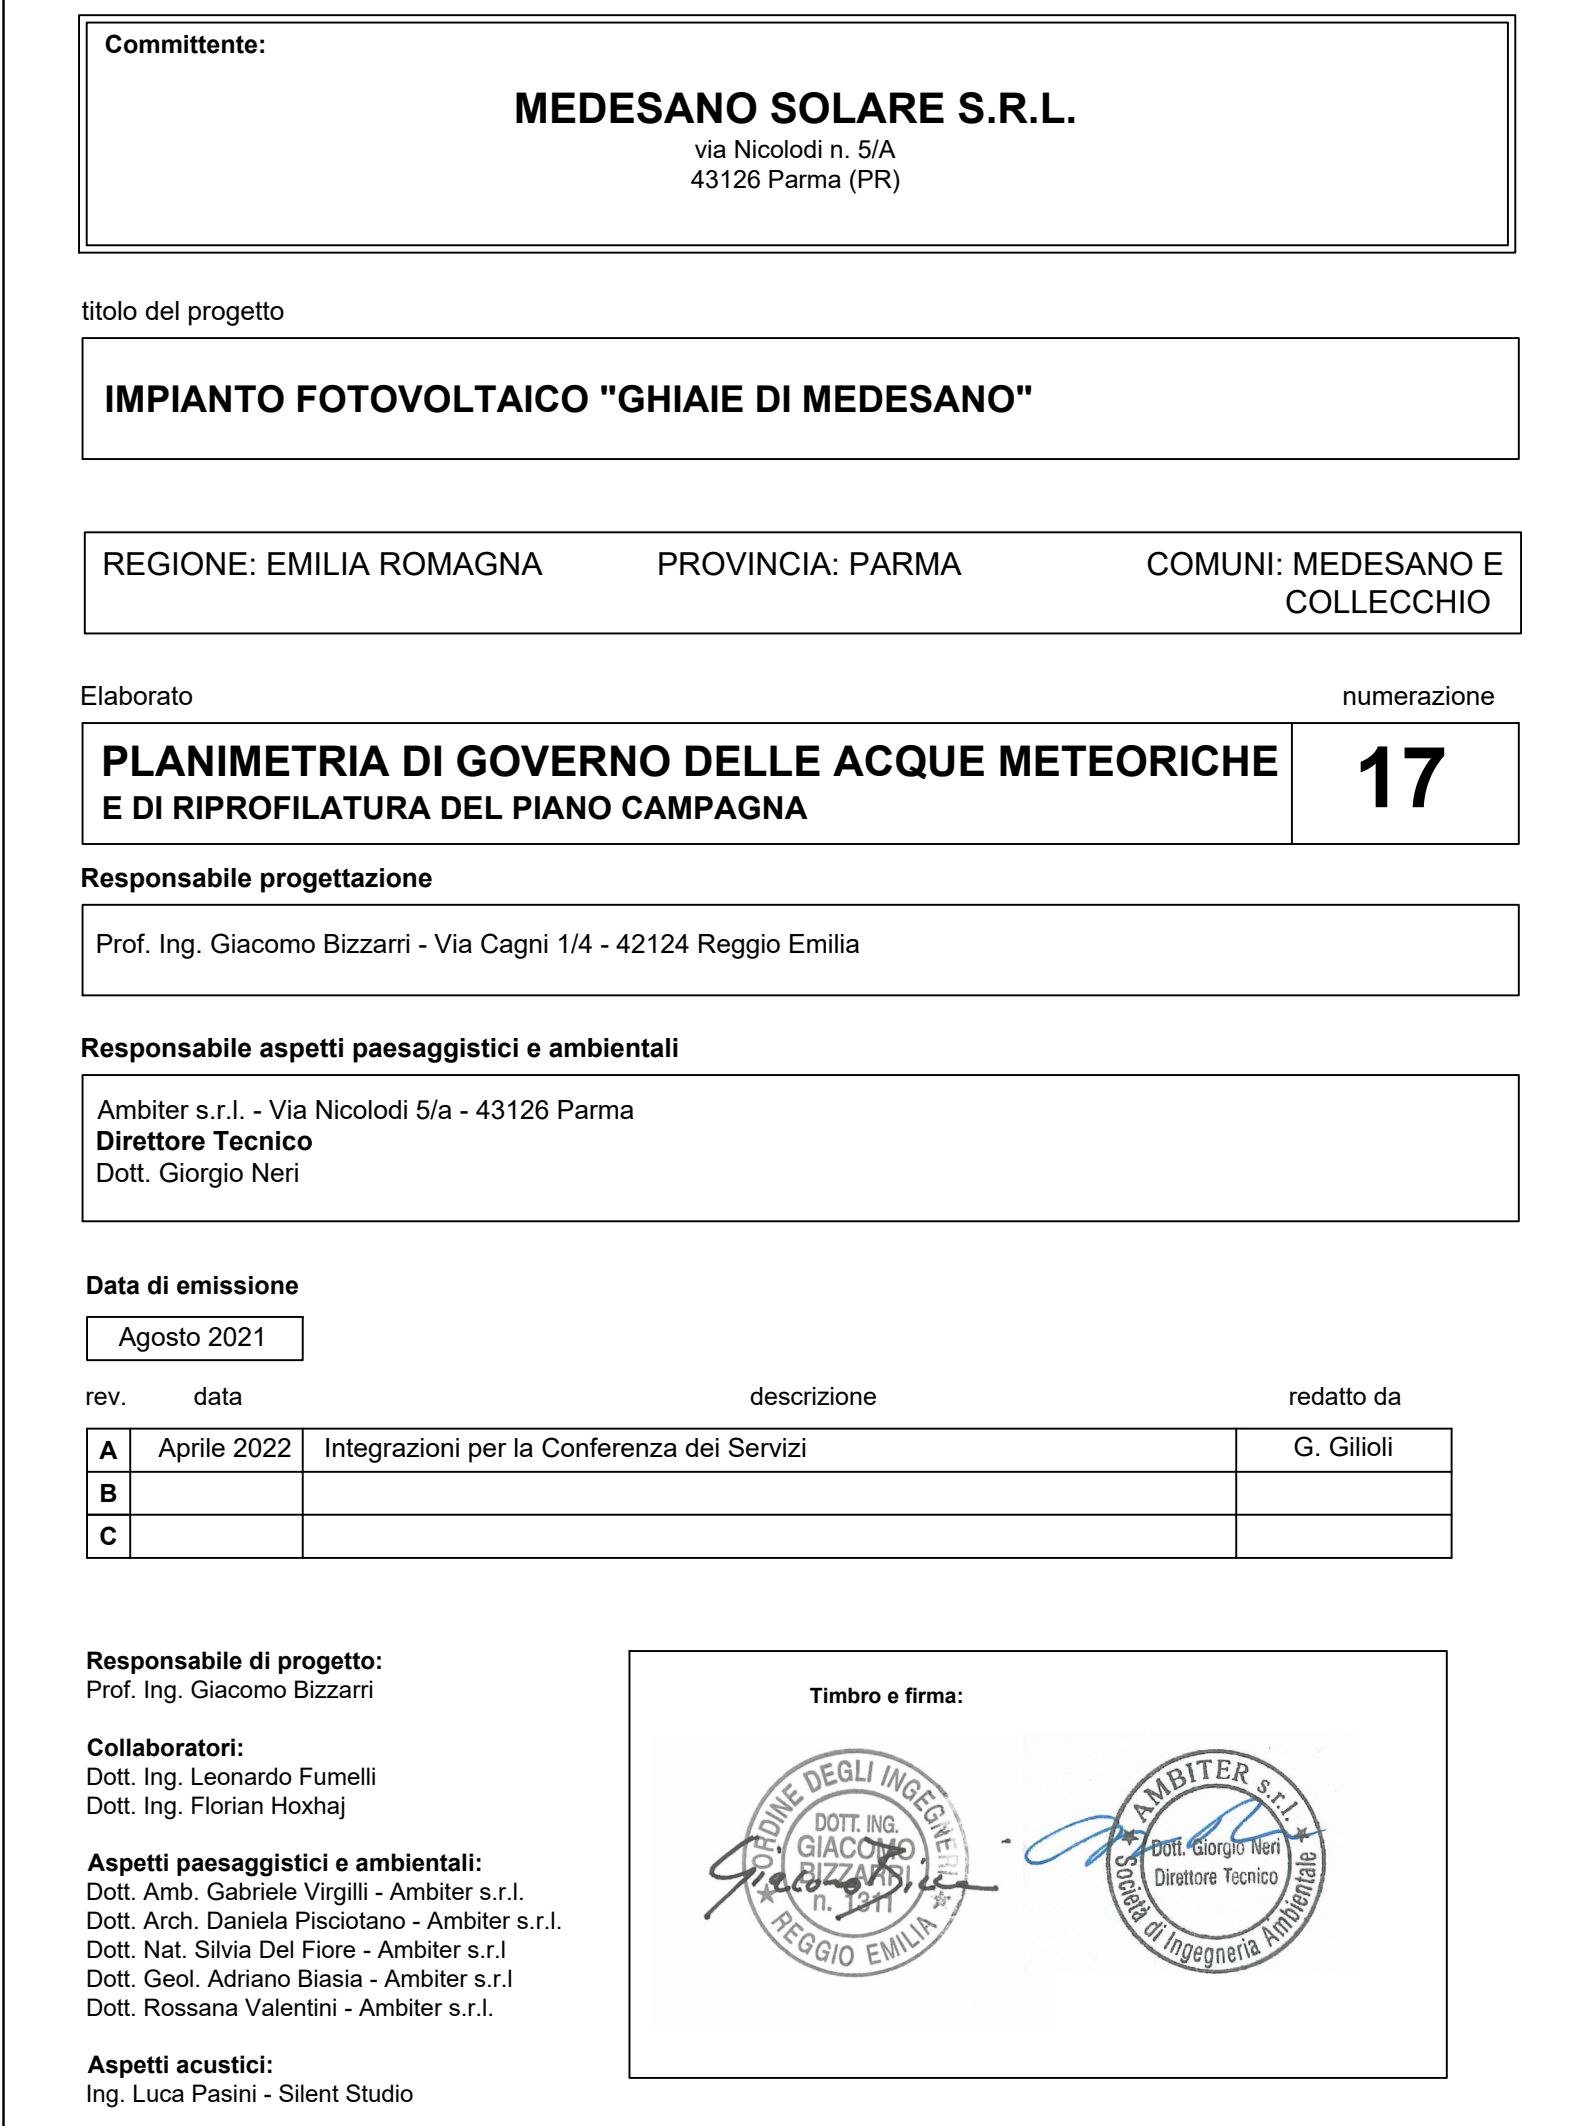 Committente:
MEDESANO SOLARE S.R.L.
via Nicolodi n. 5/A
43126 Parma (PR)
titolo del progetto
IMPIANTO FOTOVOLTAICO "GHIAIE DI MEDESANO"
REGIONE: EMILIA ROMAGNA PROVINCIA: PARMA COMUNI: MEDESANO E
COLLECCHIO
Elaborato numerazione
PLANIMETRIA DI GOVERNO DELLE ACQUE METEORICHE
E DI RIPROFILATURA DEL PIANO CAMPAGNA
17
Responsabile progettazione
Prof. Ing. Giacomo Bizzarri - Via Cagni 1/4 - 42124 Reggio Emilia
Responsabile aspetti paesaggistici e ambientali
Ambiter s.r.l. - Via Nicolodi 5/a - 43126 Parma
Direttore Tecnico
Dott. Giorgio Neri
Data di emissione
Agosto 2021
rev. data descrizione redatto da
A Aprile 2022 Integrazioni per la Conferenza dei Servizi G. Gilioli
B
C
Responsabile di progetto:
Prof. Ing. Giacomo Bizzarri
Collaboratori:
Dott. Ing. Leonardo Fumelli
Dott. Ing. Florian Hoxhaj
Aspetti paesaggistici e ambientali:
Dott. Amb. Gabriele Virgilli - Ambiter s.r.l.
Dott. Arch. Daniela Pisciotano - Ambiter s.r.l.
Dott. Nat. Silvia Del Fiore - Ambiter s.r.l
Dott. Geol. Adriano Biasia - Ambiter s.r.l
Dott. Rossana Valentini - Ambiter s.r.l.
Aspetti acustici:
Ing. Luca Pasini - Silent Studio
Timbro e firma:
ORDINE DEGLI INGEGNERI
DOTT. ING.
GIACOMO
BIZZARRI
n. 1311
REGGIO EMILIA
Giacomo Bizzarri
AMBITER s.r.l.
Dott. Giorgio Neri
Direttore Tecnico
Società di Ingegneria Ambientale